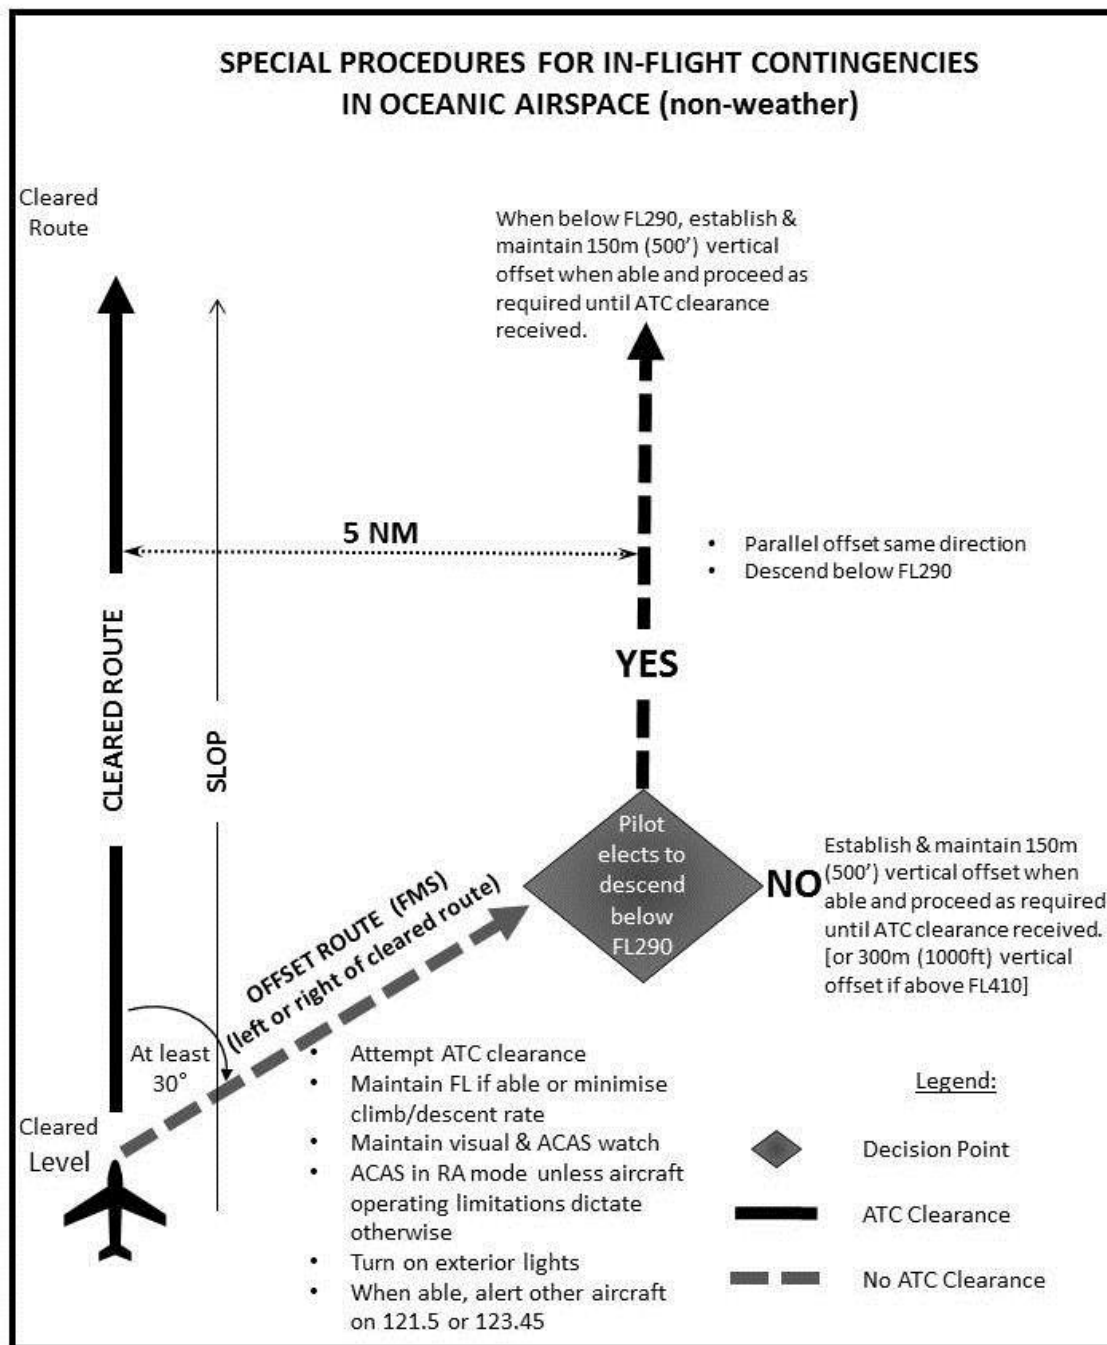 SPECIAL PROCEDURES FOR IN-FLIGHT CONTINGENCIES
IN OCEANIC AIRSPACE (non-weather)
Cleared
Route
When below FL290, establish &
maintain 150m (500’) vertical
offset when able and proceed as
required until ATC clearance
received.
5 NM
• Parallel offset same direction
• Descend below FL290
CLEARED ROUTE
SLOP
YES
Pilot
elects to
descend
below
FL290
NO
Establish & maintain 150m
(500’) vertical offset when
able and proceed as required
until ATC clearance received.
[or 300m (1000ft) vertical
offset if above FL410]
OFFSET ROUTE (FMS)
(left or right of cleared route)
At least
30°
Cleared
Level
• Attempt ATC clearance
• Maintain FL if able or minimise
climb/descent rate
• Maintain visual & ACAS watch
• ACAS in RA mode unless aircraft
operating limitations dictate
otherwise
• Turn on exterior lights
• When able, alert other aircraft
on 121.5 or 123.45
Legend:
Decision Point
ATC Clearance
No ATC Clearance